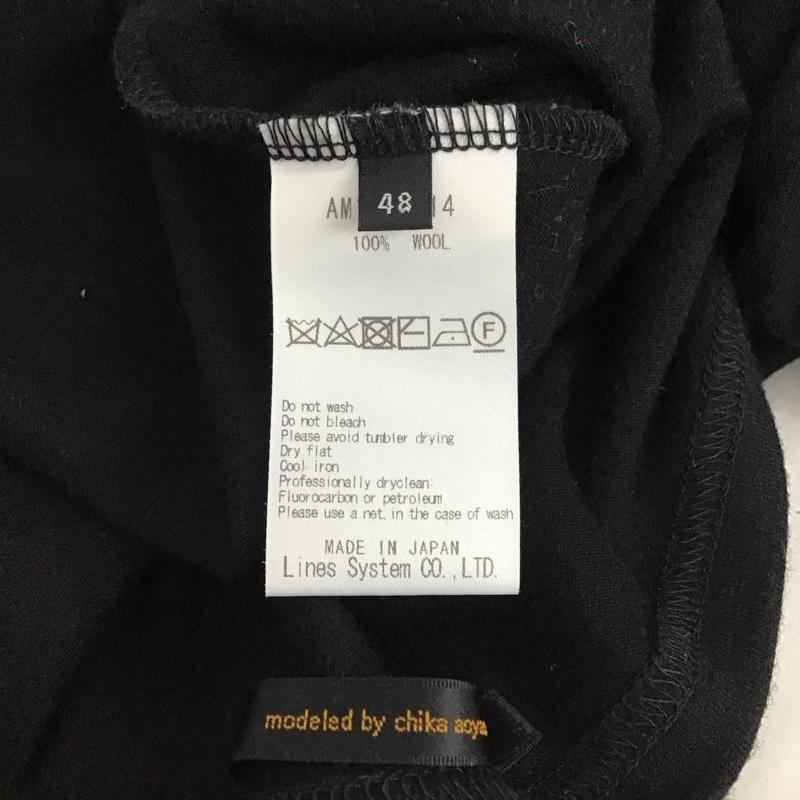 48
AM 14
100% WOOL
F
Do not wash
Do not bleach
Please avoid tumbler drying
Dry flat
Cool iron
Professionally dryclean:
Fluorocarbon or petroleum
Please use a net, in the case of wash
MADE IN JAPAN
Lines System CO.,LTD.
modeled by chika aoya